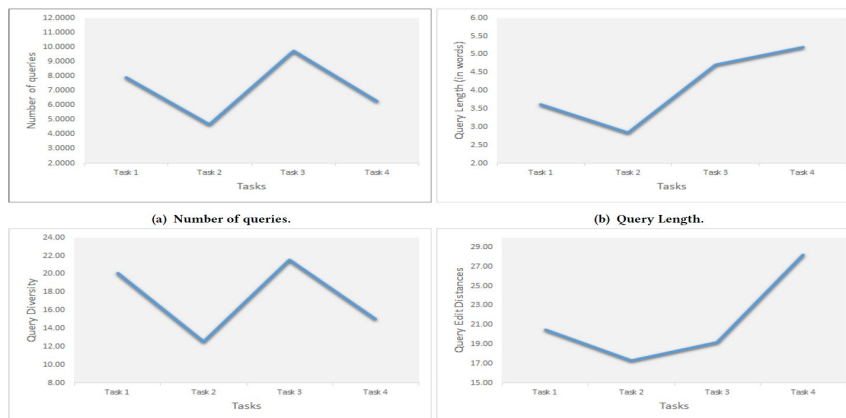 12.0000
11.0000
10.0000
9.0000
8.0000
7.0000
6.0000
5.0000
4.0000
3.0000
2.0000
Number of queries
Task 1 Task 2 Task 3 Task 4
Tasks
6.00
5.50
5.00
4.50
4.00
3.50
3.00
2.50
2.00
Query Length (in words)
Task 1 Task 2 Task 3 Task 4
Tasks
(a) Number of queries.
(b) Query Length.
24.00
22.00
20.00
18.00
16.00
14.00
12.00
10.00
8.00
Query Diversity
Task 1 Task 2 Task 3 Task 4
Tasks
29.00
27.00
25.00
23.00
21.00
19.00
17.00
15.00
Query Edit Distances
Task 1 Task 2 Task 3 Task 4
Tasks